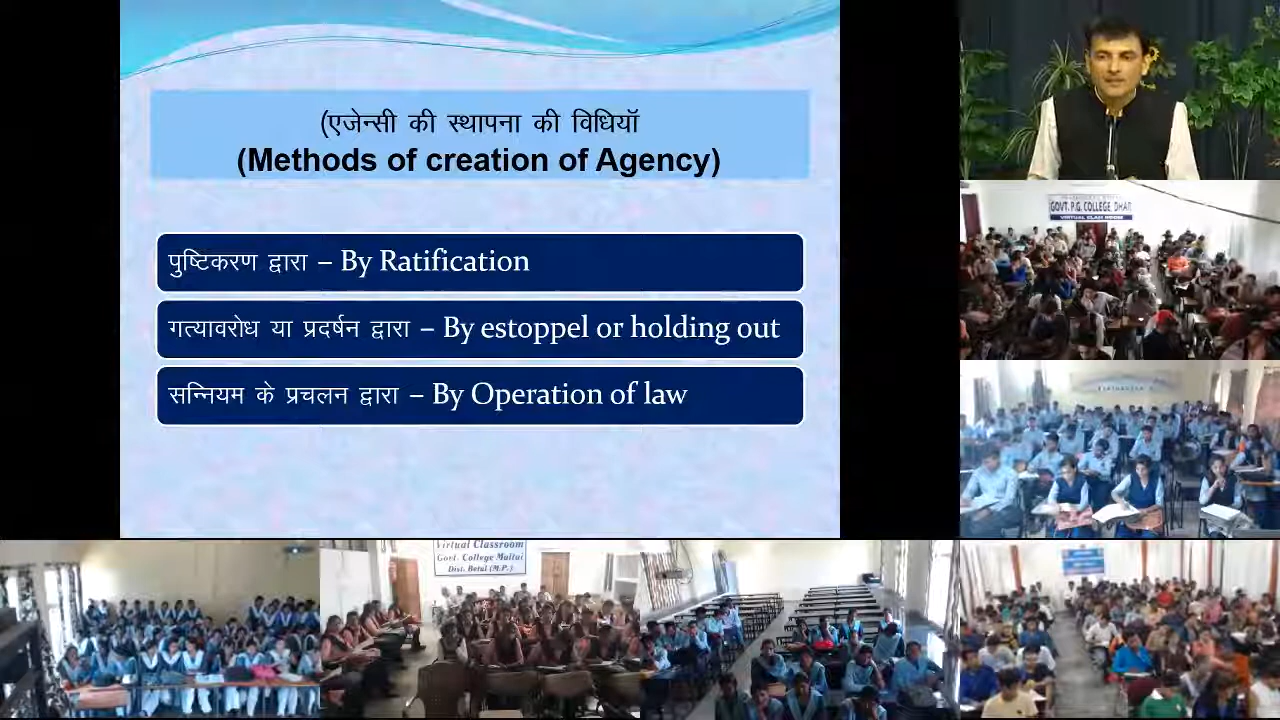 (एजेन्सी की स्थापना की विधियॉ
(Methods of creation of Agency)
पुष्टिकरण द्वारा – By Ratification
गत्यावरोध या प्रदर्षन द्वारा – By estoppel or holding out
सन्नियम के प्रचलन द्वारा – By Operation of law
GOVT. P.G. COLLEGE, DHAR
VIRTUAL CLASS ROOM
Virtual Classroom
Govt. College Multai
Dist. Betul (M.P.)